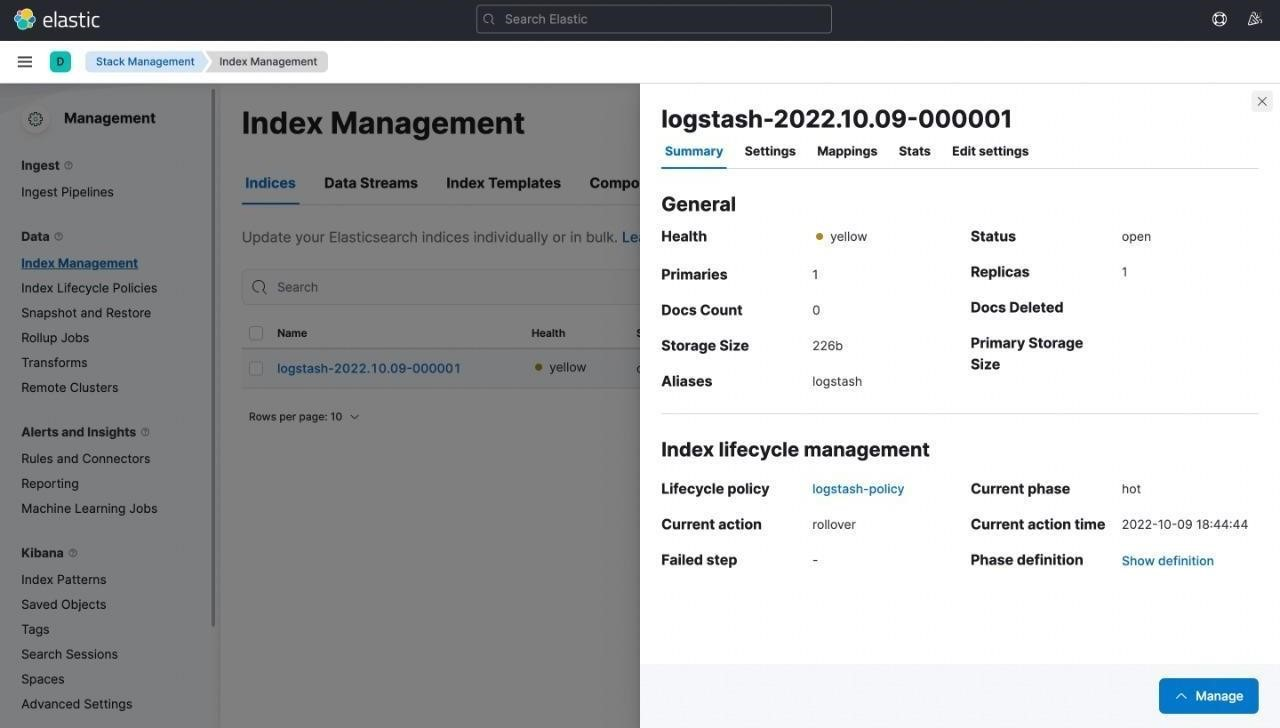 elastic
Search Elastic
D
Stack Management
Index Management
Management
Ingest
Ingest Pipelines
Data
Index Management
Index Lifecycle Policies
Snapshot and Restore
Rollup Jobs
Transforms
Remote Clusters
Alerts and Insights
Rules and Connectors
Reporting
Machine Learning Jobs
Kibana
Index Patterns
Saved Objects
Tags
Search Sessions
Spaces
Advanced Settings
Index Management
Indices Data Streams Index Templates Compo
Update your Elasticsearch indices individually or in bulk. Le
Search
Name Health S
logstash-2022.10.09-000001 yellow
Rows per page: 10
logstash-2022.10.09-000001
Summary Settings Mappings Stats Edit settings
General
Health yellow Status open
Primaries 1 Replicas 1
Docs Count 0 Docs Deleted
Storage Size 226b Primary Storage
Size
Aliases logstash
Index lifecycle management
Lifecycle policy logstash-policy Current phase hot
Current action rollover Current action time 2022-10-09 18:44:44
Failed step - Phase definition Show definition
Manage